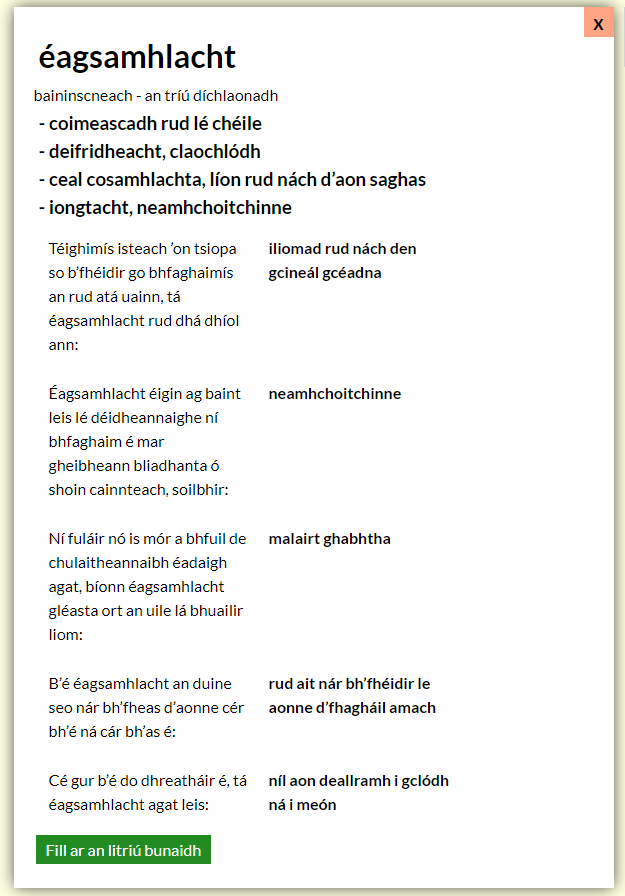 X
éagsamhlacht
baininscneach - an tríú díchlaonadh
- coimeascadh rud lé chéile
- deifridheacht, claochlódh
- ceal cosamhlachta, líon rud nách d’aon saghas
- iongtacht, neamhchoitchinne
Téighimís isteach ’on tsiopa
so b’fhéidir go bhfaghaimís
an rud atá uainn, tá
éagsamhlacht rud dhá dhíol
ann:
iliomad rud nách den
gcineál gcéadna
Éagsamhlacht éigin ag baint
leis lé déidheannaighe ní
bhfaghaim é mar
gheibheann bliadhanta ó
shoin cainnteach, soilbhir:
neamhchoitchinne
Ní fuláir nó is mór a bhfuil de
chulaitheannaibh éadaigh
agat, bíonn éagsamhlacht
gléasta ort an uile lá bhuailir
liom:
malairt ghabhtha
B’é éagsamhlacht an duine
seo nár bh’fheas d’aonne cér
bh’é ná cár bh’as é:
rud ait nár bh’fhéidir le
aonne d’fhagháil amach
Cé gur b’é do dhreatháir é, tá
éagsamhlacht agat leis:
níl aon deallramh i gclódh
ná i meón
Fill ar an litriú bunaidh